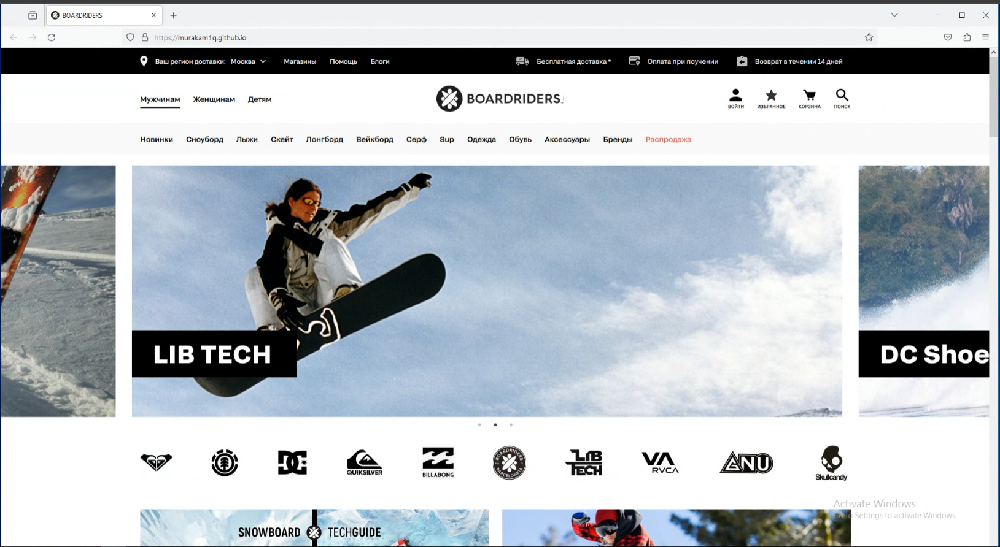 BOARDRIDERS
https://murakam1q.github.io
Ваш регион доставки: Москва Магазины Помощь Блоги Бесплатная доставка * Оплата при поучении Возврат в течении 14 дней
Мужчинам Женщинам Детям BOARDRIDERS ВОЙТИ ИЗБРАННОЕ КОРЗИНА ПОИСК
Новинки Сноуборд Лыжи Скейт Лонгборд Вейкборд Серф Sup Одежда Обувь Аксессуары Бренды Распродажа
LIB TECH
DC Shoe
DC QUIKSILVER BILLABONG BOARDRIDERS BARCELONETA LIB TECH VA RVCA GNU Skullcandy
SNOWBOARD TECHGUIDE
Activate Windows
Go to Settings to activate Windows.